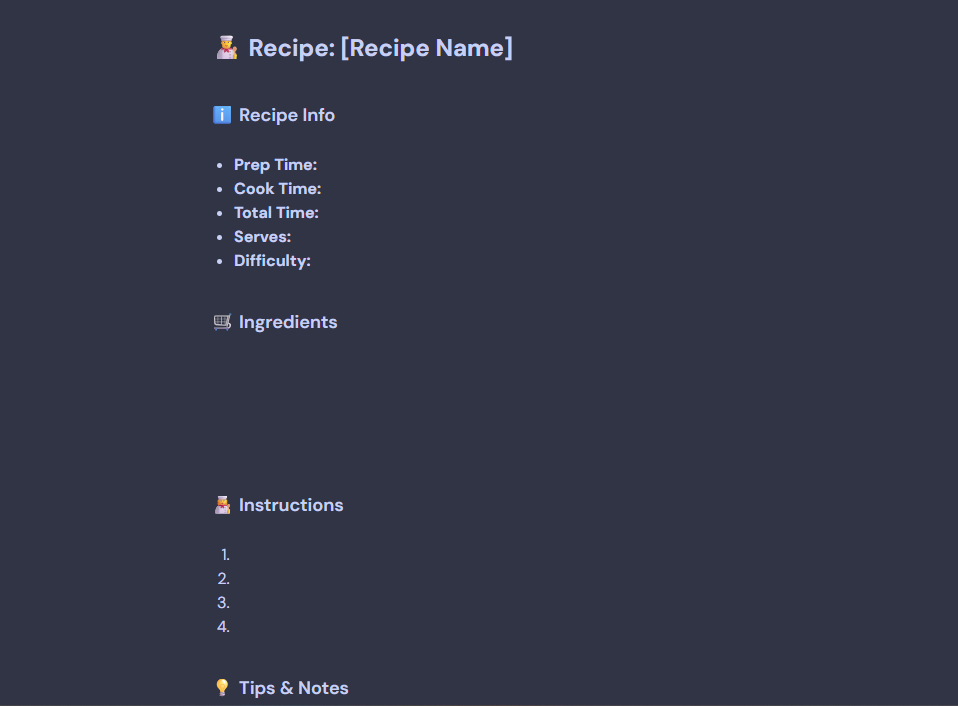 Recipe: [Recipe Name]
Recipe Info
• Prep Time:
• Cook Time:
• Total Time:
• Serves:
• Difficulty:
Ingredients
Instructions
1.
2.
3.
4.
Tips & Notes